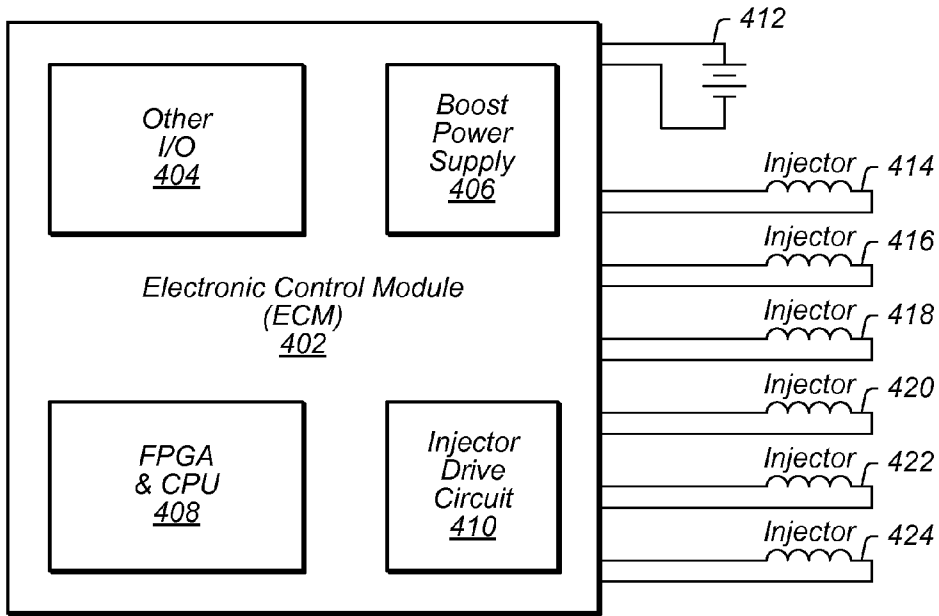 412
Other
I/O
404
Boost
Power
Supply
406
Injector 414
Injector 416
Electronic Control Module
(ECM)
402
Injector 418
Injector 420
FPGA
& CPU
408
Injector
Drive
Circuit
410
Injector 422
Injector 424